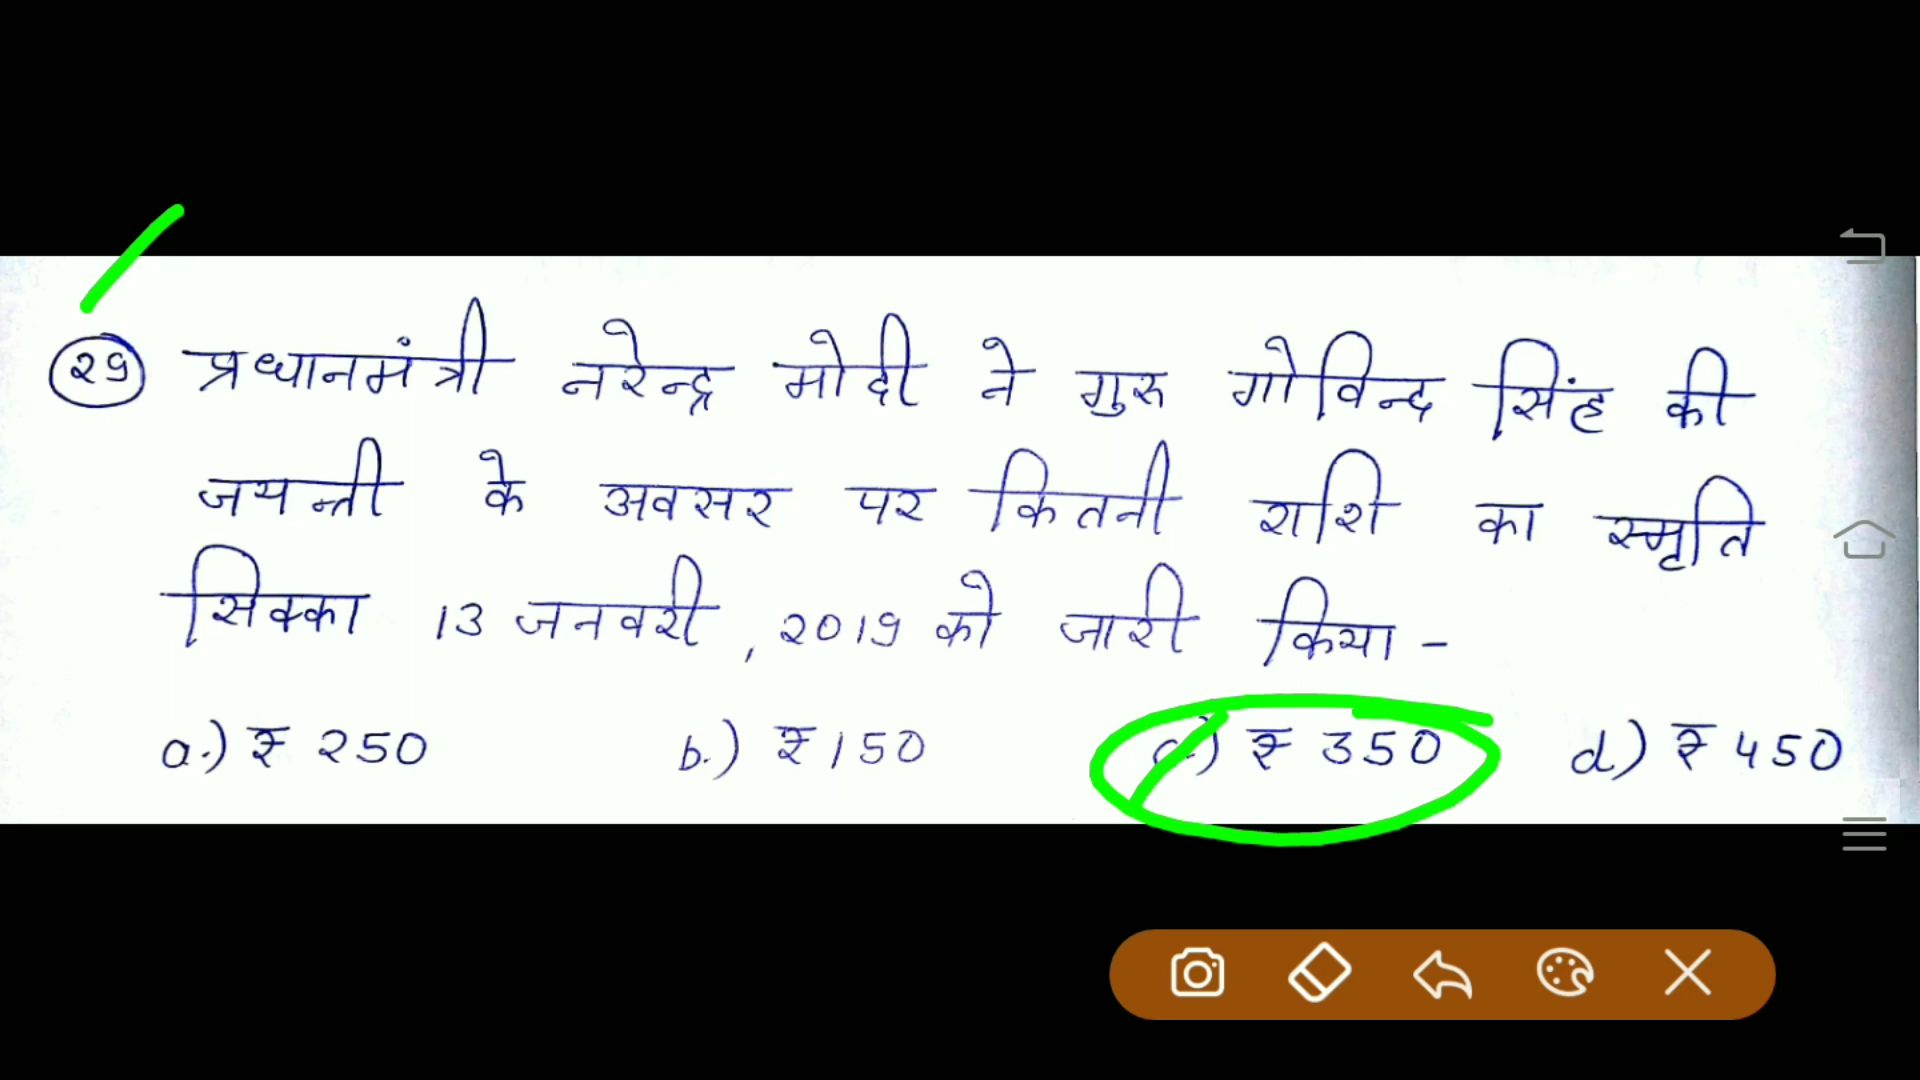 29 प्रधानमंत्री नरेन्द्र मोदी ने गुरु गोविन्द सिंह की
जयन्ती के अवसर पर कितनी राशि का स्मृति
सिक्का 13 जनवरी, 2019 को जारी किया -
a.) ₹ 250 b.) ₹ 150 c.) ₹ 350 d.) ₹ 450